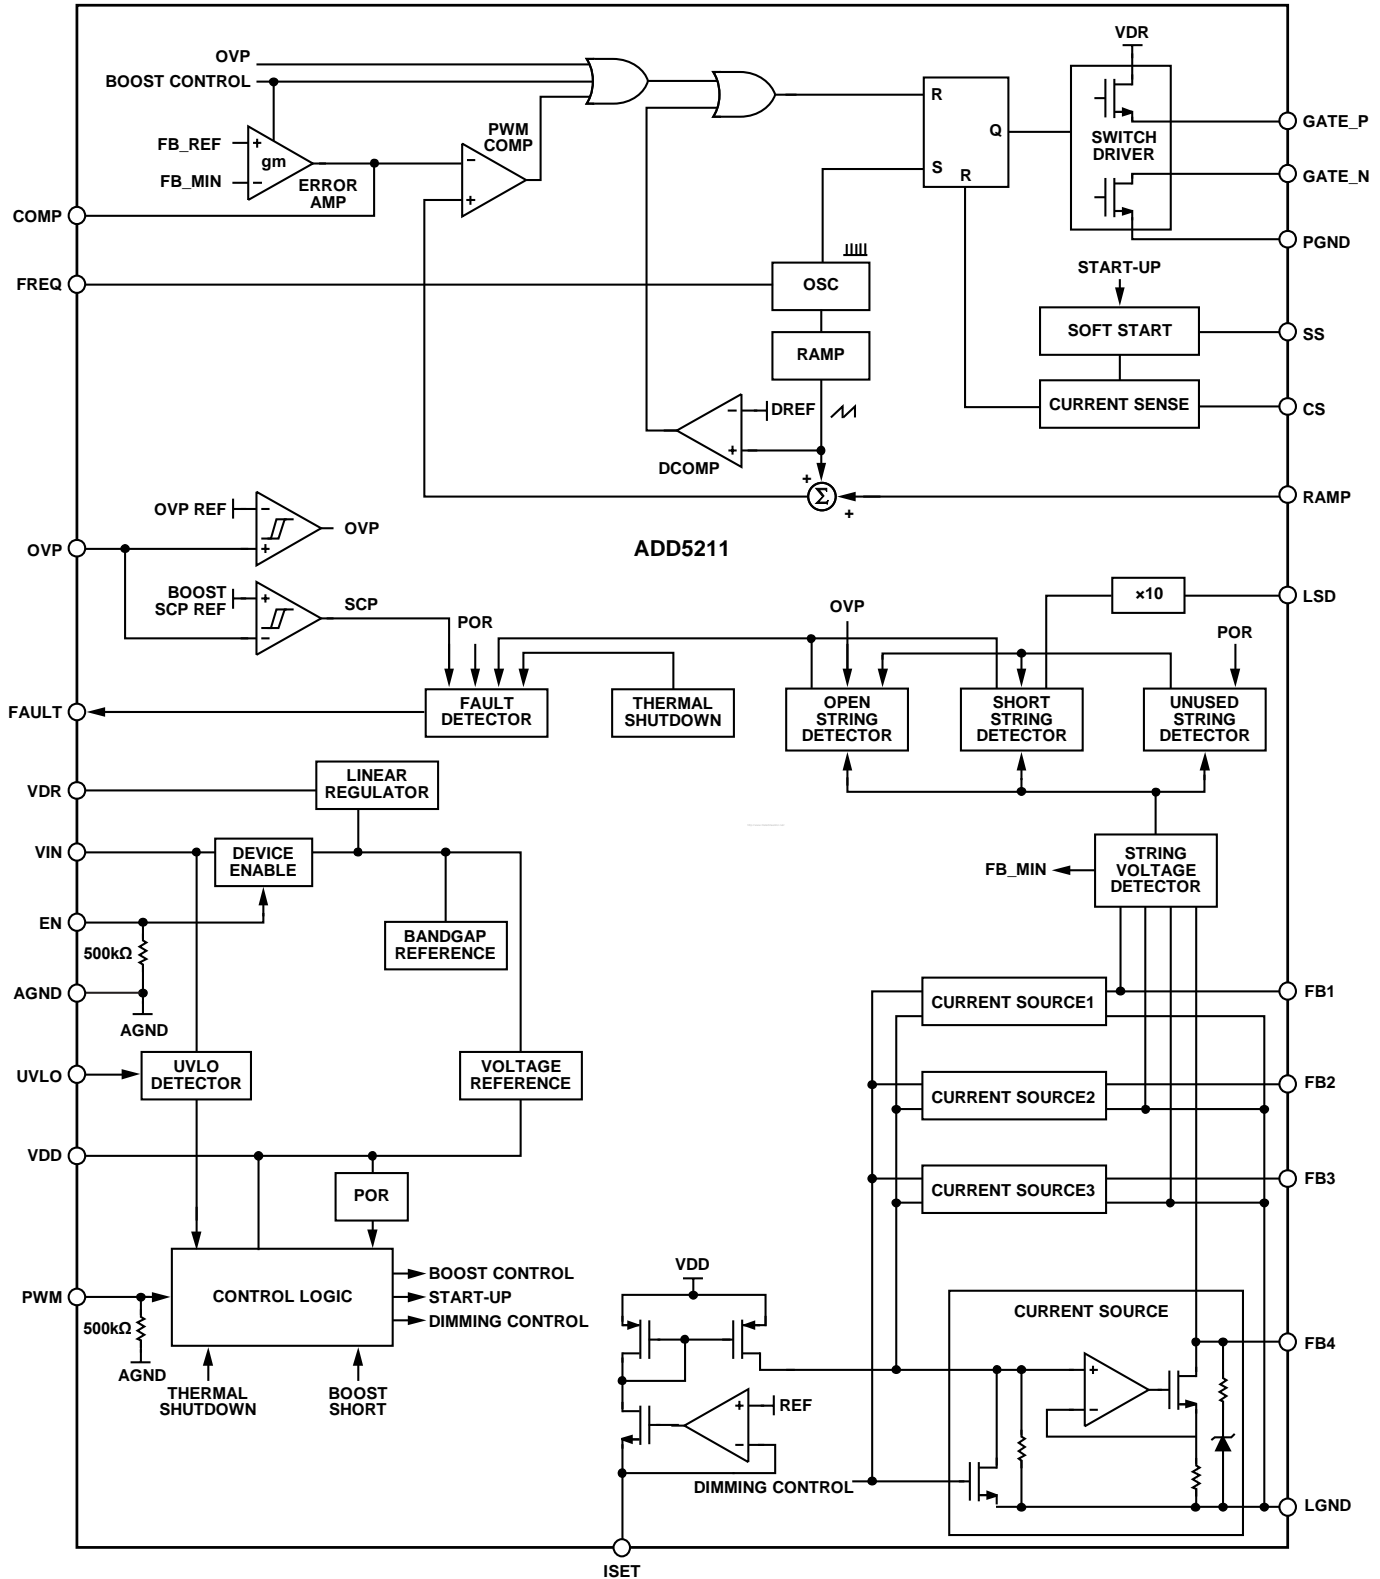 VDR
OVP
BOOST CONTROL
FB_REF
+
gm
FB_MIN
−
ERROR
AMP
PWM
COMP
−
+
COMP
FREQ
R
Q
S
R
SWITCH
DRIVER
GATE_P
GATE_N
PGND
START-UP
OSC
RAMP
SOFT START
SS
CURRENT SENSE
CS
DREF
−
+
DCOMP
+
Σ
+
RAMP
OVP REF
−
+
OVP
OVP
ADD5211
BOOST
SCP REF
+
−
SCP
POR
OVP
×10
LSD
POR
FAULT
FAULT
DETECTOR
THERMAL
SHUTDOWN
OPEN
STRING
DETECTOR
SHORT
STRING
DETECTOR
UNUSED
STRING
DETECTOR
VDR
LINEAR
REGULATOR
VIN
DEVICE
ENABLE
FB_MIN
STRING
VOLTAGE
DETECTOR
EN
500kΩ
BANDGAP
REFERENCE
AGND
AGND
CURRENT SOURCE1
FB1
UVLO
UVLO
DETECTOR
VOLTAGE
REFERENCE
CURRENT SOURCE2
FB2
VDD
POR
CURRENT SOURCE3
FB3
PWM
500kΩ
AGND
CONTROL LOGIC
BOOST CONTROL
START-UP
DIMMING CONTROL
THERMAL
SHUTDOWN
BOOST
SHORT
VDD
CURRENT SOURCE
FB4
+
−
REF
+
−
DIMMING CONTROL
LGND
ISET